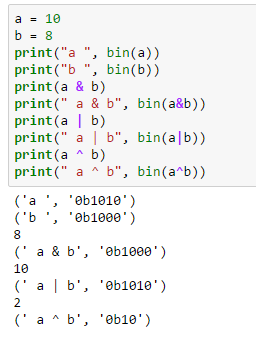 a = 10
b = 8
print("a ", bin(a))
print("b ", bin(b))
print(a & b)
print(" a & b", bin(a&b))
print(a | b)
print(" a | b", bin(a|b))
print(a ^ b)
print(" a ^ b", bin(a^b))
('a ', '0b1010')
('b ', '0b1000')
8
(' a & b', '0b1000')
10
(' a | b', '0b1010')
2
(' a ^ b', '0b10')